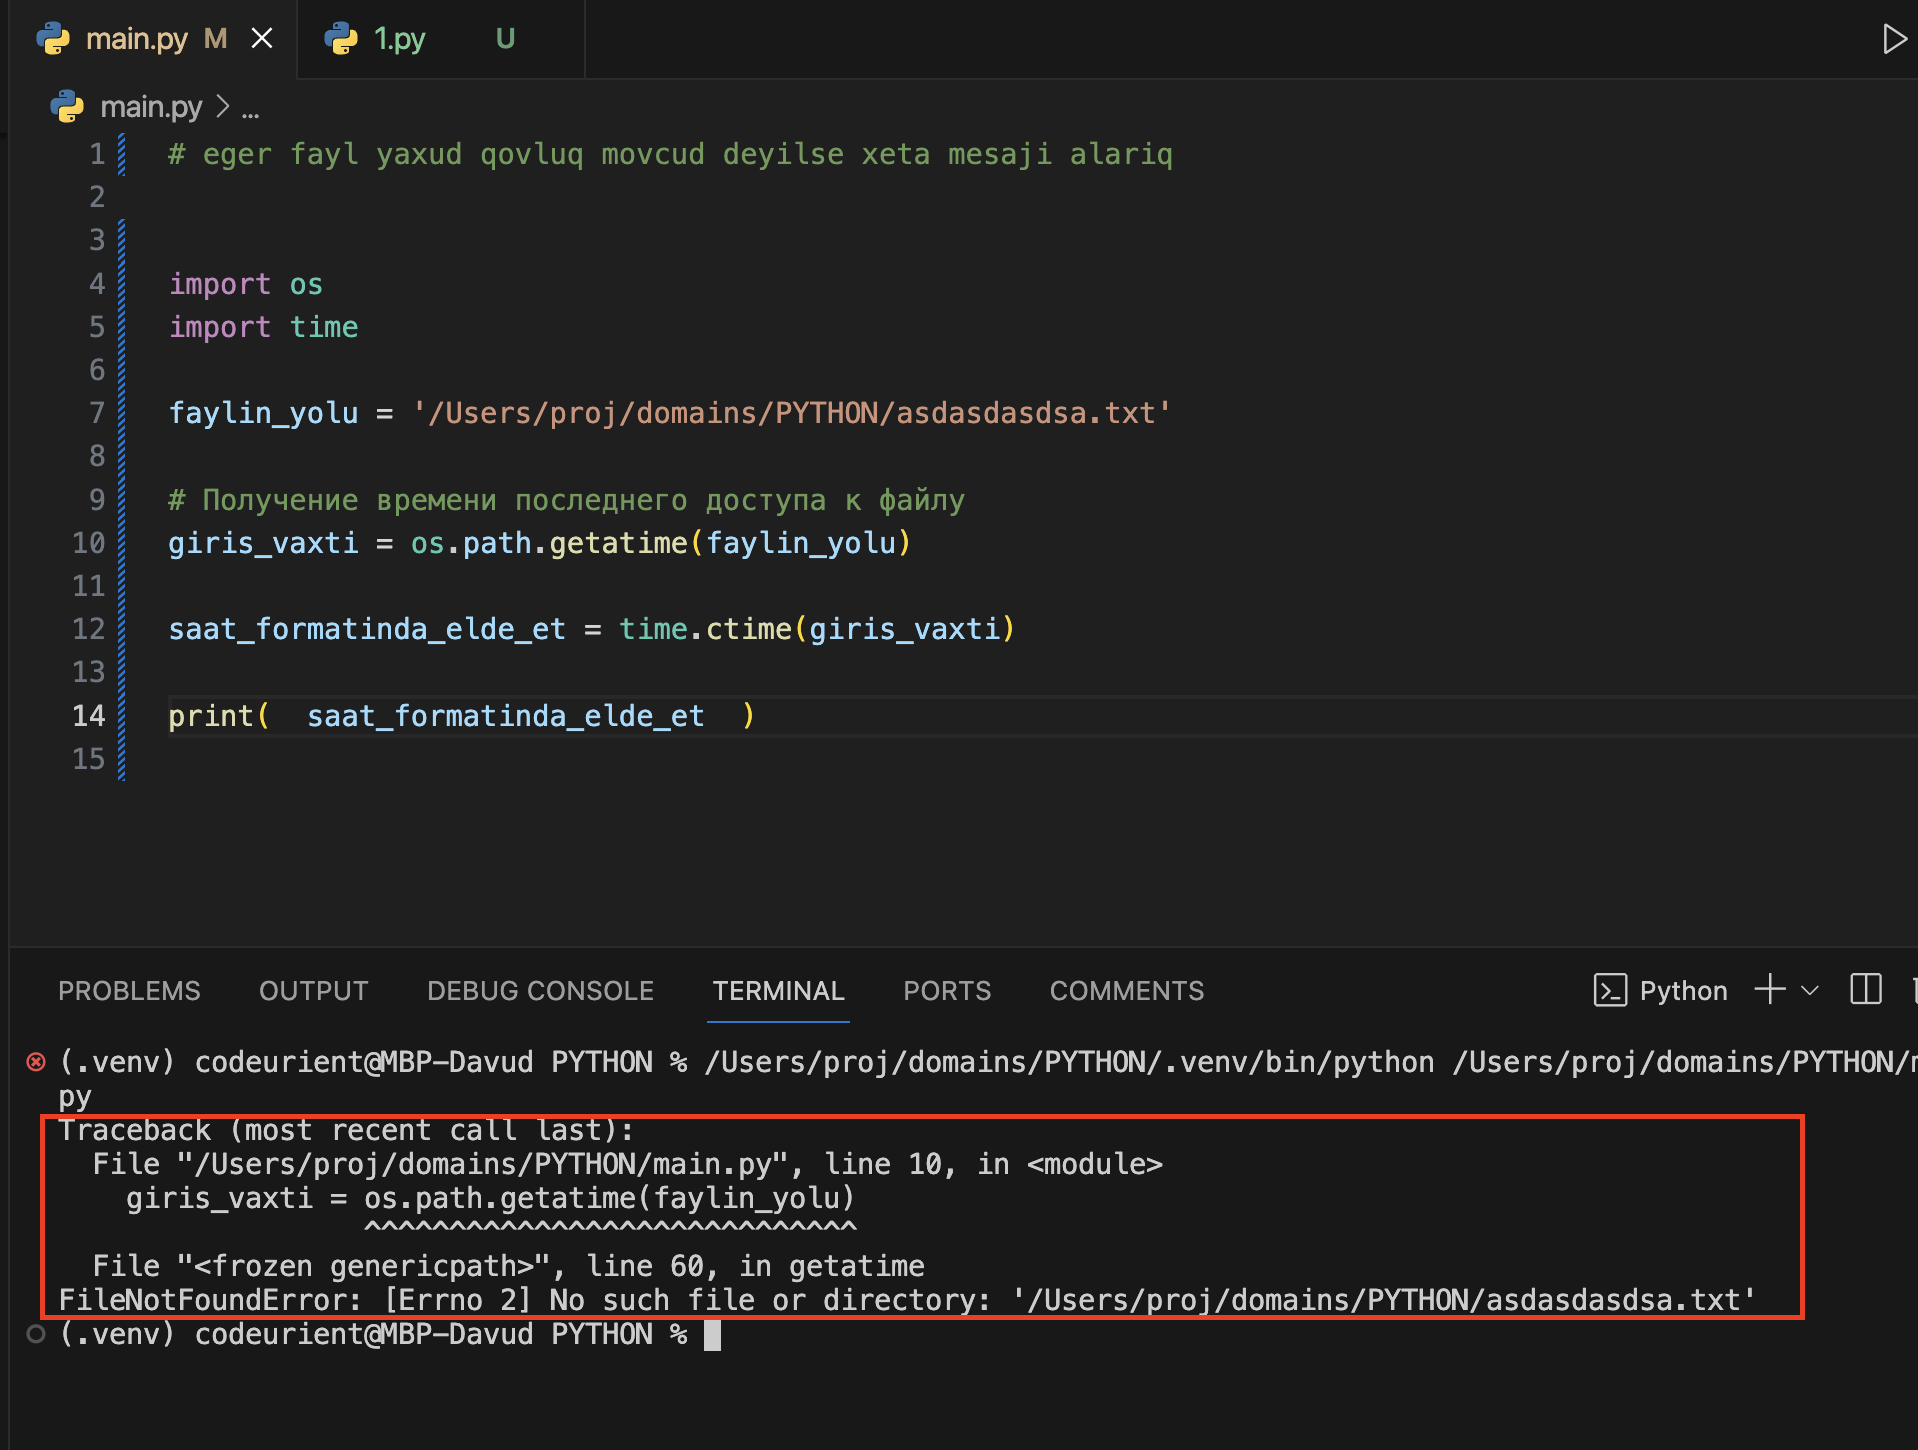 main.py M
1.py U
main.py > ...
1 # eger fayl yaxud qovluq movcud deyilse xeta mesaji alariq
2
3
4 import os
5 import time
6
7 faylin_yolu = '/Users/proj/domains/PYTHON/asdasdasdsa.txt'
8
9 # Получение времени последнего доступа к файлу
10 giris_vaxti = os.path.getatime(faylin_yolu)
11
12 saat_formatinda_elde_et = time.ctime(giris_vaxti)
13
14 print(  saat_formatinda_elde_et  )
15
PROBLEMS OUTPUT DEBUG CONSOLE TERMINAL PORTS COMMENTS Python
(.venv) codeurient@MBP-Davud PYTHON % /Users/proj/domains/PYTHON/.venv/bin/python /Users/proj/domains/PYTHON/
py
Traceback (most recent call last):
  File "/Users/proj/domains/PYTHON/main.py", line 10, in <module>
    giris_vaxti = os.path.getatime(faylin_yolu)
                  ^^^^^^^^^^^^^^^^^^^^^^^^^^^^^
  File "<frozen genericpath>", line 60, in getatime
FileNotFoundError: [Errno 2] No such file or directory: '/Users/proj/domains/PYTHON/asdasdasdsa.txt'
(.venv) codeurient@MBP-Davud PYTHON %